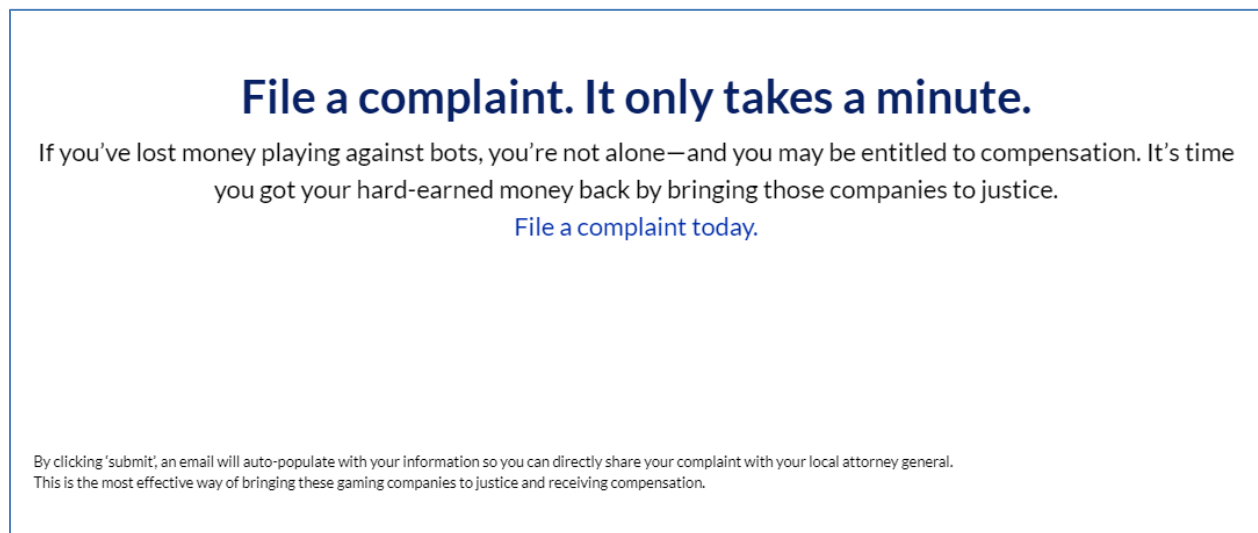 File a complaint. It only takes a minute.
If you’ve lost money playing against bots, you’re not alone—and you may be entitled to compensation. It’s time
you got your hard-earned money back by bringing those companies to justice.
File a complaint today.
By clicking ‘submit’, an email will auto-populate with your information so you can directly share your complaint with your local attorney general.
This is the most effective way of bringing these gaming companies to justice and receiving compensation.